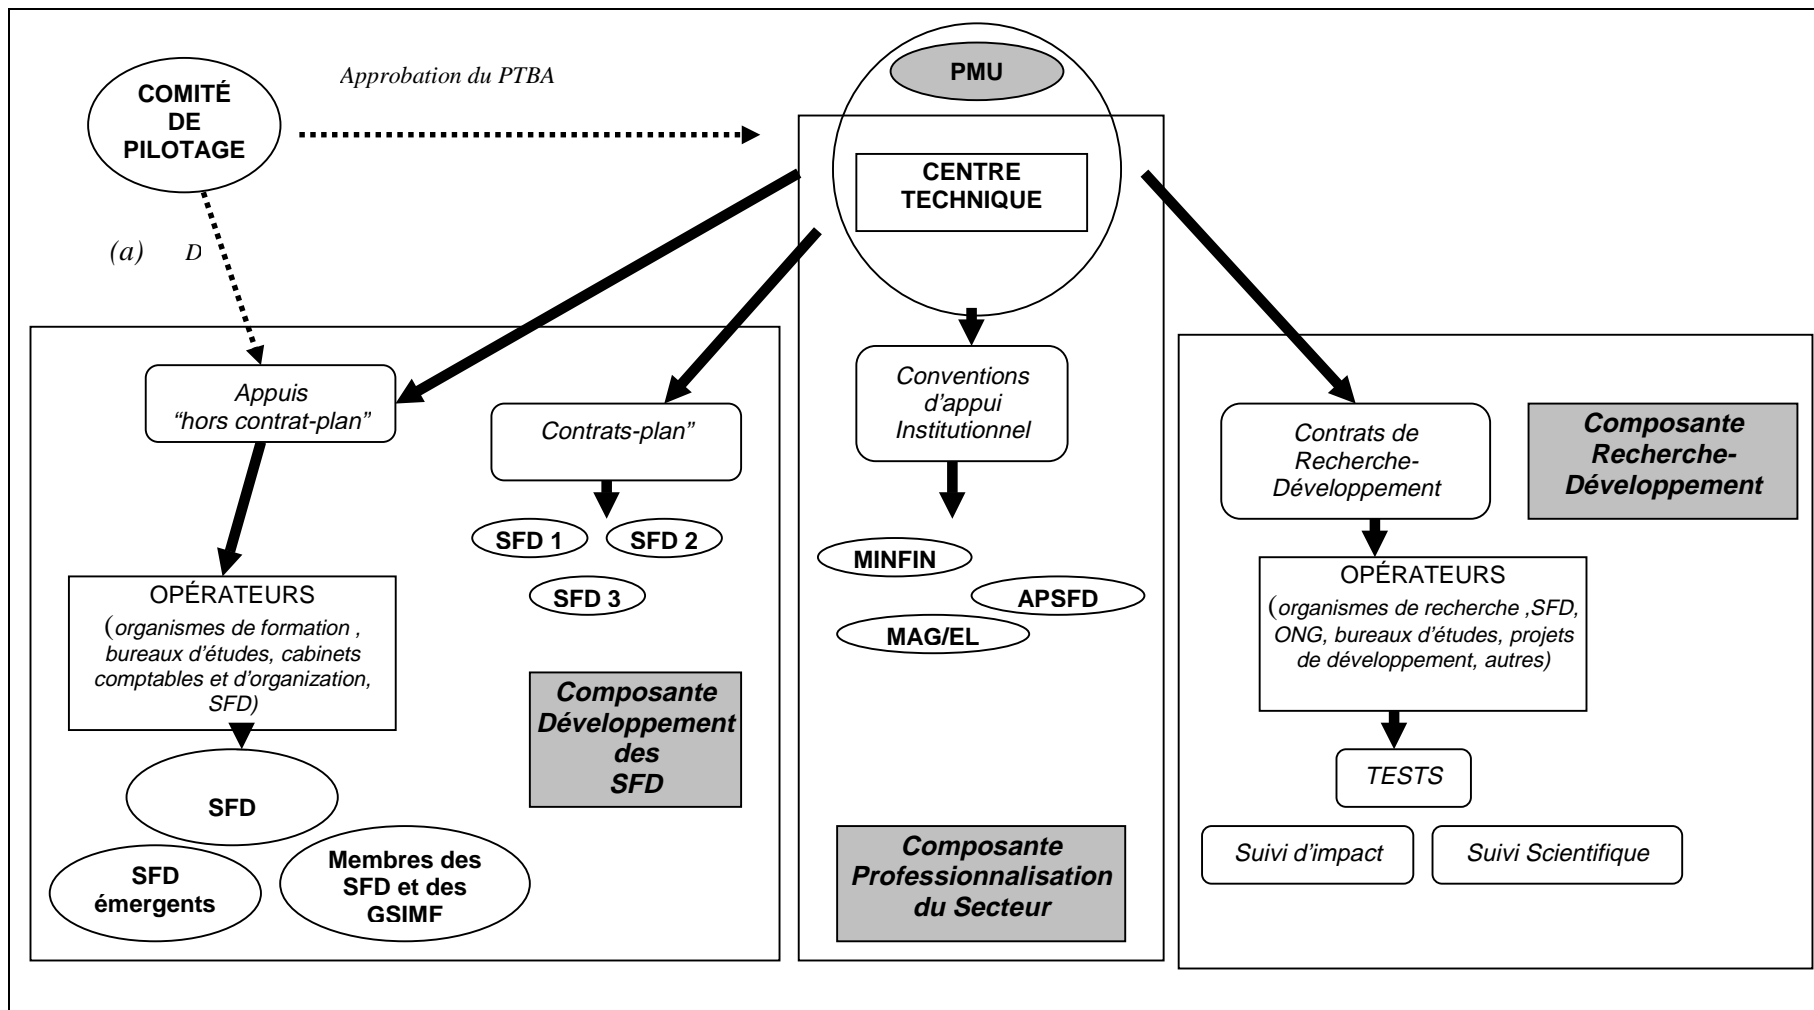 COMITÉ
DE
PILOTAGE
Approbation du PTBA
PMU
CENTRE
TECHNIQUE
(a) D
Appuis
“hors contrat-plan”
Contrats-plan”
Conventions
d’appui
Institutionnel
Contrats de
Recherche-
Développement
Composante
Recherche-
Développement
SFD 1
SFD 2
SFD 3
MINFIN
APSFD
MAG/EL
OPÉRATEURS
(organismes de formation ,
bureaux d’études, cabinets
comptables et d’organization,
SFD)
OPÉRATEURS
(organismes de recherche ,SFD,
ONG, bureaux d’études, projets
de développement, autres)
Composante
Développement
des
SFD
TESTS
SFD
SFD
émergents
Membres des
SFD et des
GSIMF
Composante
Professionnalisation
du Secteur
Suivi d’impact
Suivi Scientifique